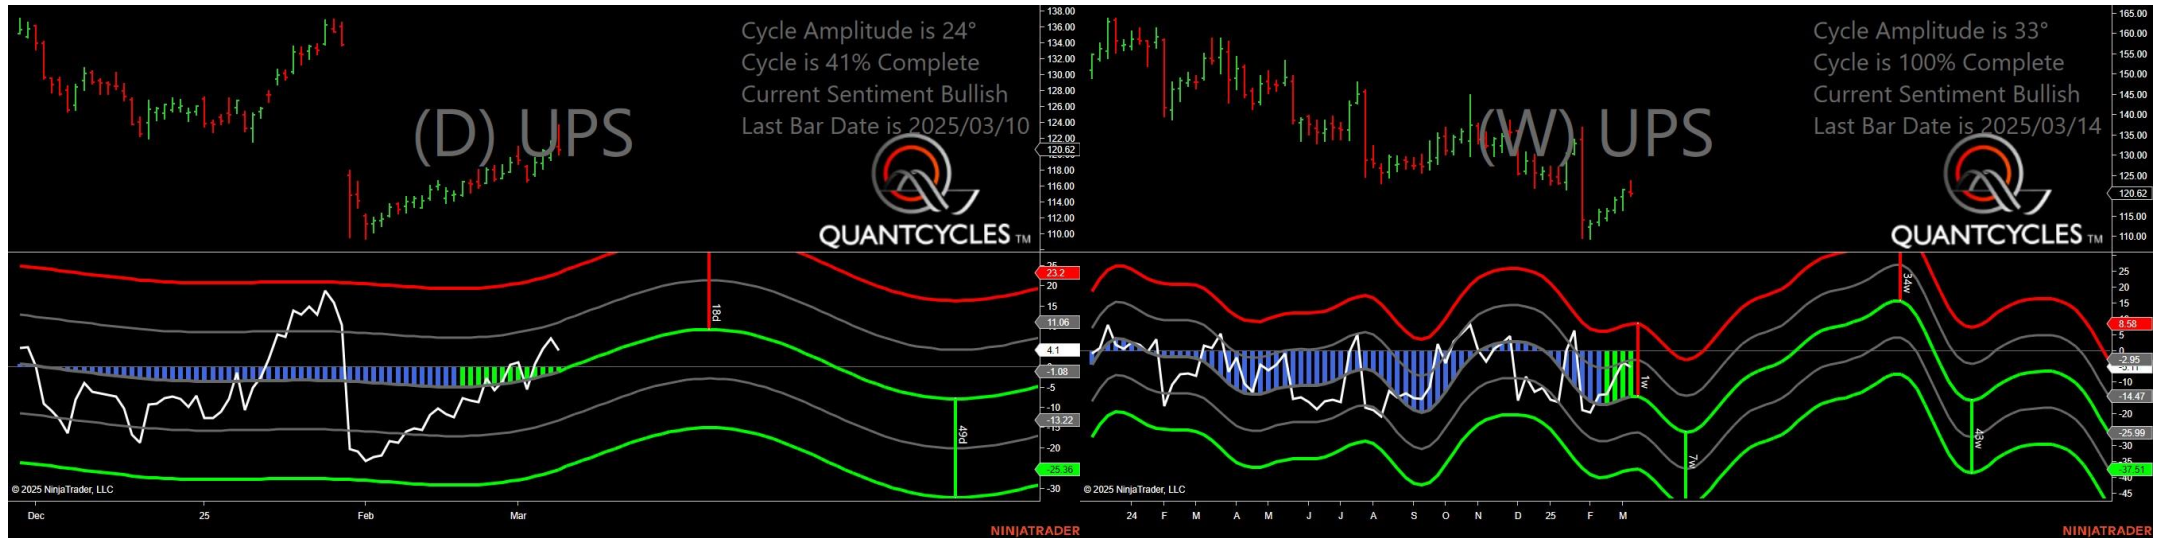 Cycle Amplitude is 24°
Cycle is 41% Complete
Current Sentiment Bullish
Last Bar Date is 2025/03/10
(D) UPS
QUANTCYCLES TM
138.00
136.00
134.00
132.00
130.00
128.00
126.00
124.00
122.00
120.62
118.00
116.00
114.00
112.00
110.00
25
23.2
20
15
11.06
4.1
-1.08
-5
-10
-13.22
-15
-20
-25.36
-30
18d
49d
© 2025 NinjaTrader, LLC
Dec 25 Feb Mar
NINJATRADER
Cycle Amplitude is 33°
Cycle is 100% Complete
Current Sentiment Bullish
Last Bar Date is 2025/03/14
(W) UPS
QUANTCYCLES TM
165.00
160.00
155.00
150.00
145.00
140.00
135.00
130.00
125.00
120.62
115.00
110.00
25
20
15
8.58
5
0
-2.95
-5.11
-10
-14.47
-20
-25.99
-30
-35
-37.51
-40
-45
1w
7w
34w
43w
© 2025 NinjaTrader, LLC
24 F M A M J J A S O N D 25 F M
NINJATRADER